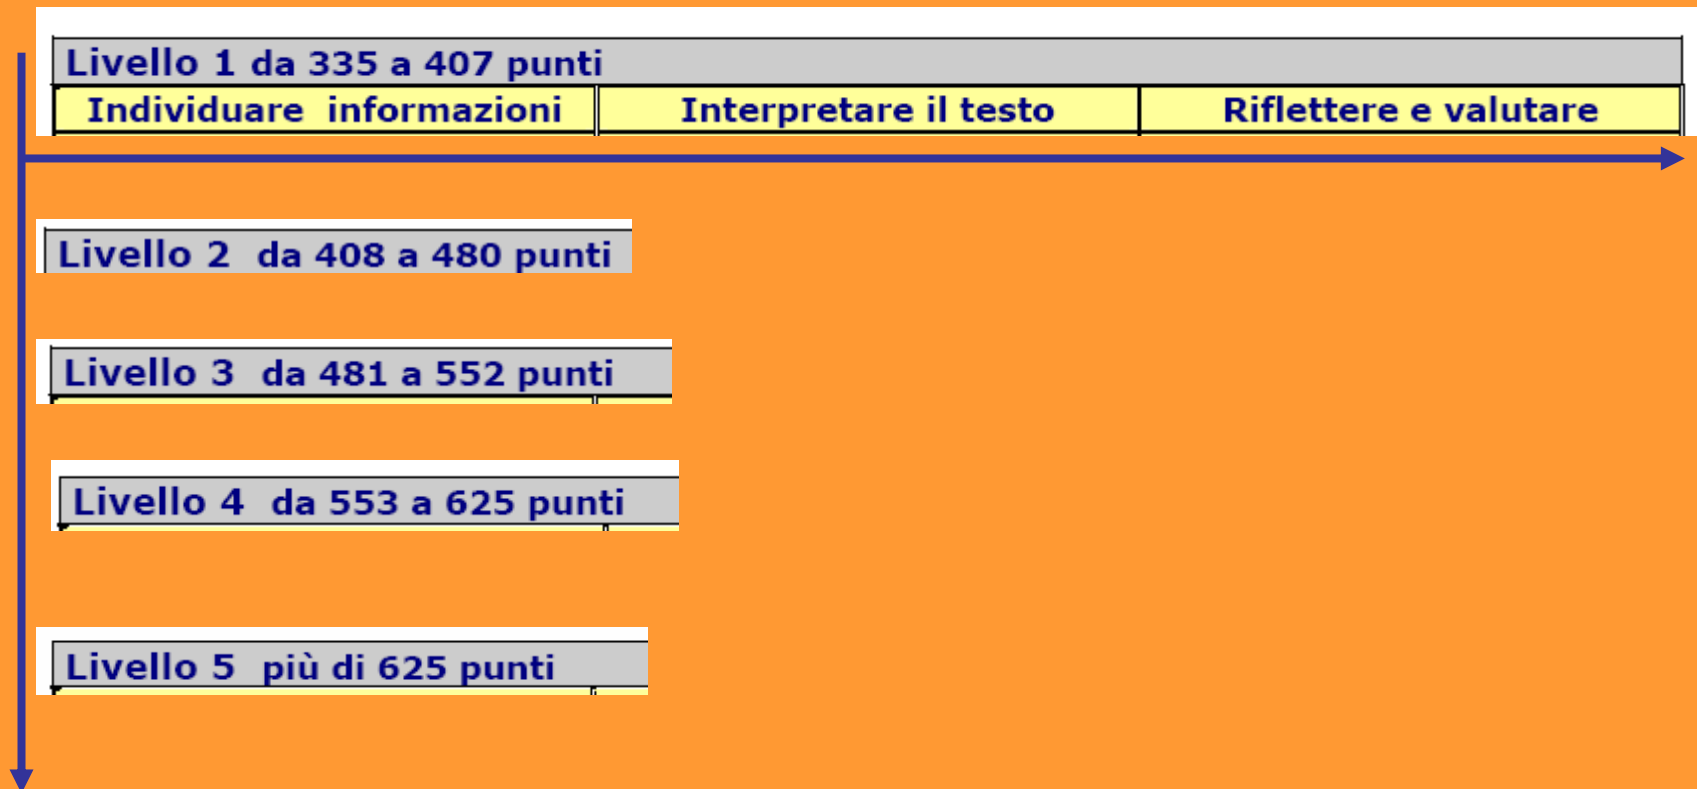 Livello 1 da 335 a 407 punti
Individuare informazioni Interpretare il testo Riflettere e valutare
Livello 2 da 408 a 480 punti
Livello 3 da 481 a 552 punti
Livello 4 da 553 a 625 punti
Livello 5 più di 625 punti